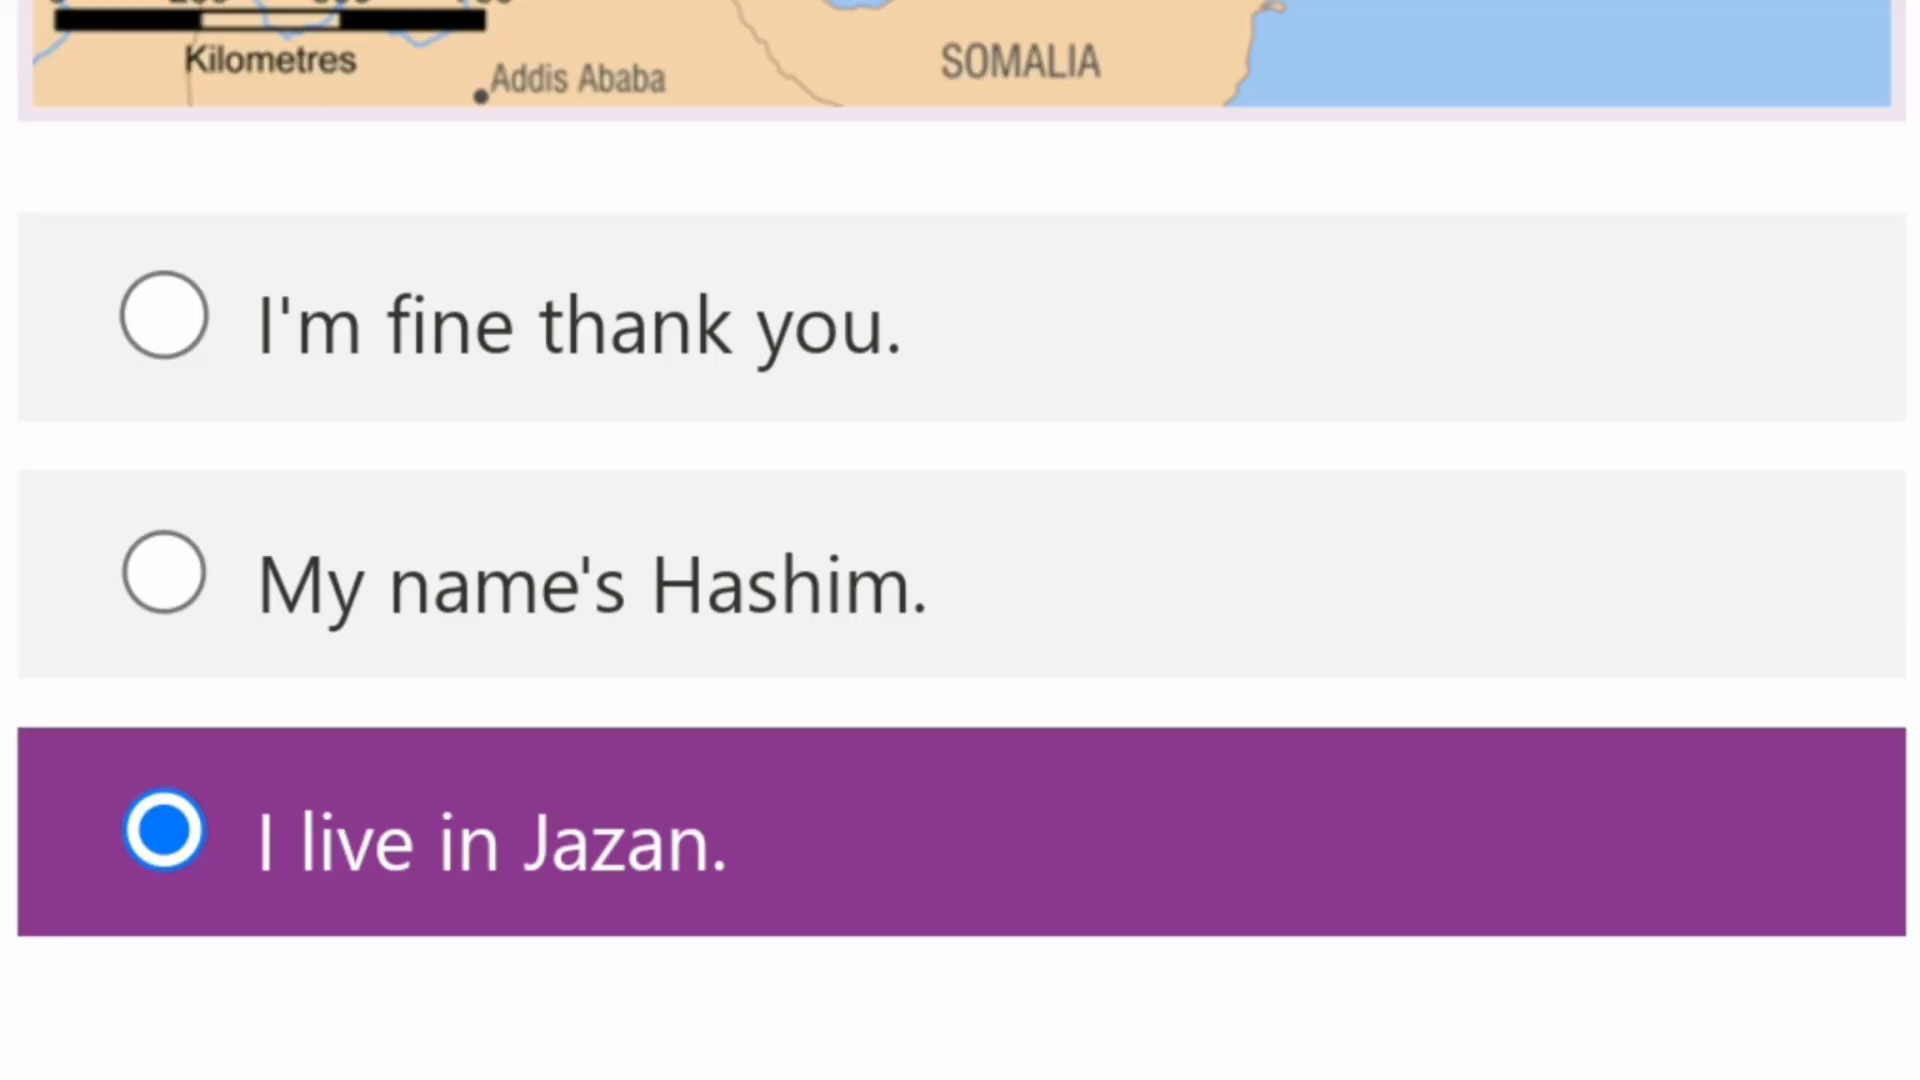 Kilometres
Addis Ababa
SOMALIA
I'm fine thank you.
My name's Hashim.
I live in Jazan.